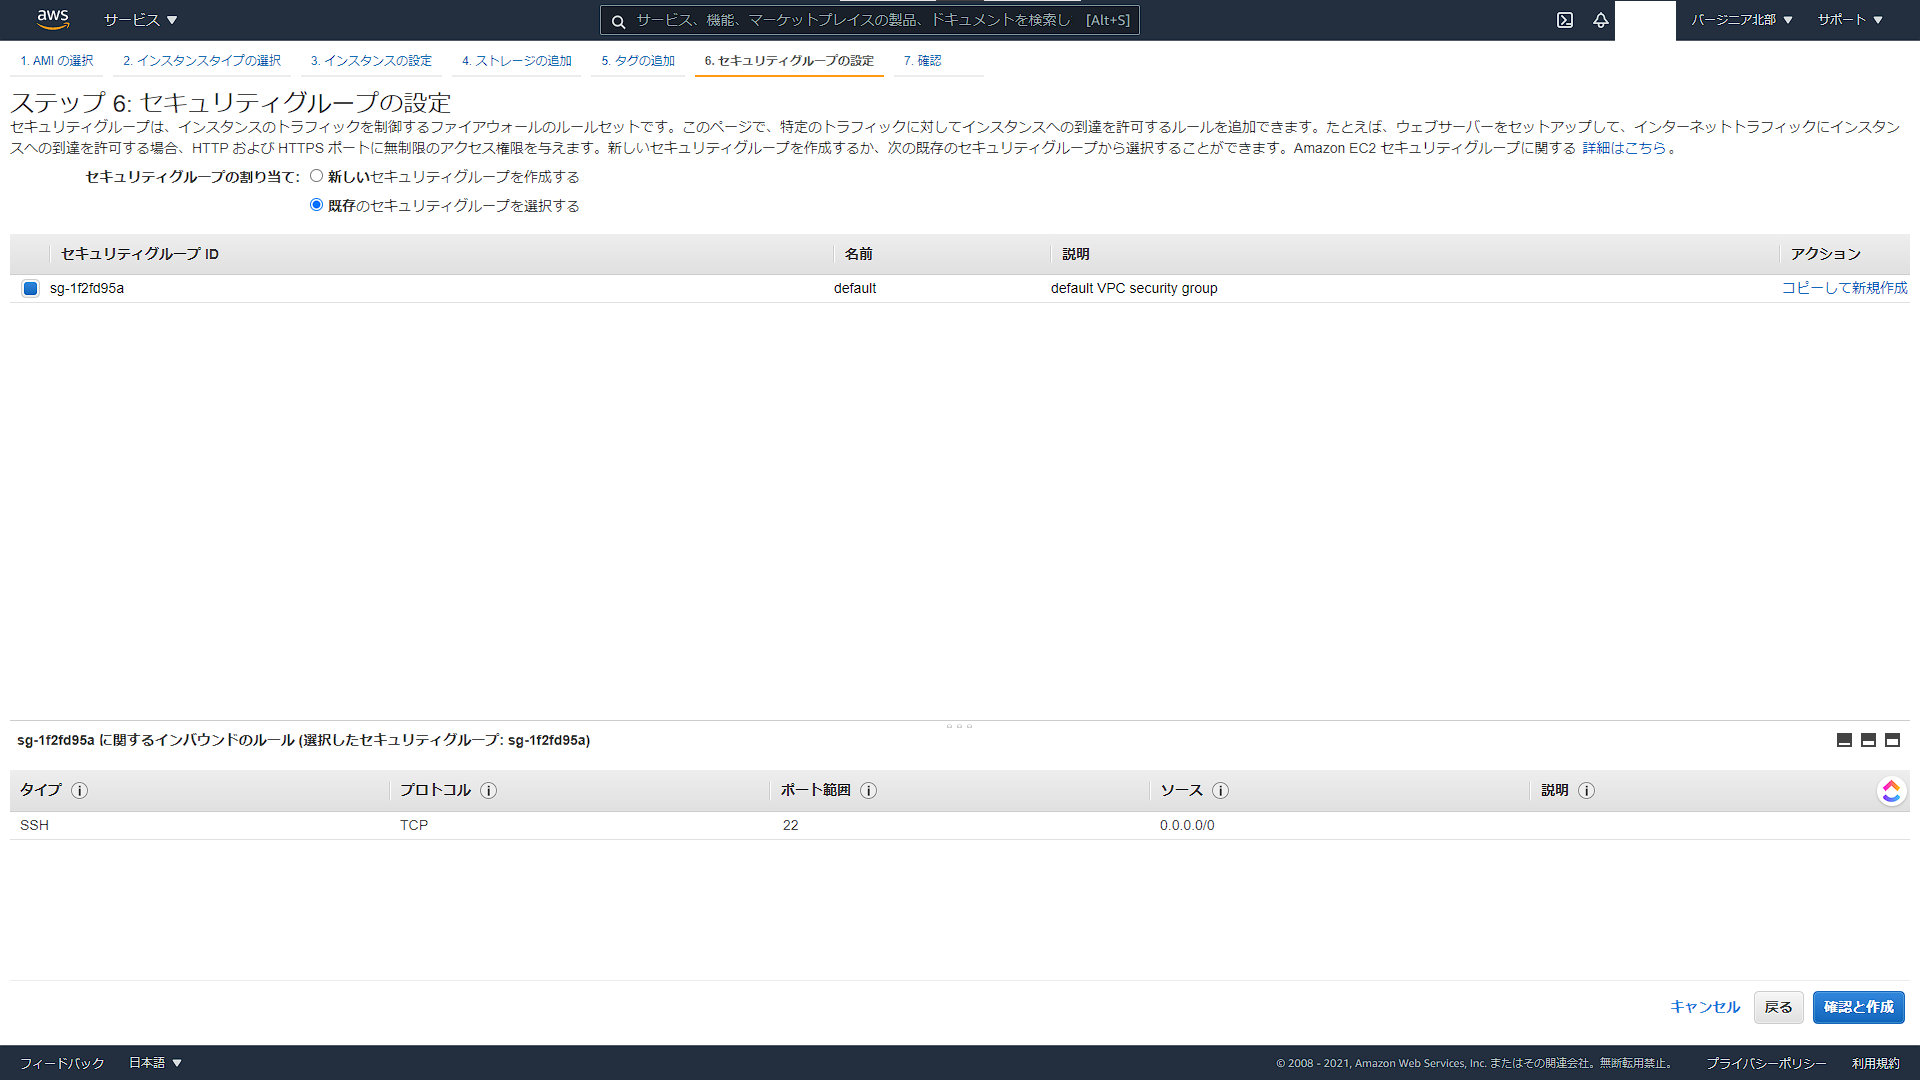 aws サービス サービス、機能、マーケットプレイスの製品、ドキュメントを検索し [Alt+S] バージニア北部 サポート
1. AMI の選択 2. インスタンスタイプの選択 3. インスタンスの設定 4. ストレージの追加 5. タグの追加 6. セキュリティグループの設定 7. 確認
ステップ 6: セキュリティグループの設定
セキュリティグループは、インスタンスのトラフィックを制御するファイアウォールのルールセットです。このページで、特定のトラフィックに対してインスタンスへの到達を許可するルールを追加できます。たとえば、ウェブサーバーをセットアップして、インターネットトラフィックにインスタン
スへの到達を許可する場合、HTTP および HTTPS ポートに無制限のアクセス権限を与えます。新しいセキュリティグループを作成するか、次の既存のセキュリティグループから選択することができます。Amazon EC2 セキュリティグループに関する 詳細はこちら。
セキュリティグループの割り当て: 新しいセキュリティグループを作成する
既存のセキュリティグループを選択する
セキュリティグループ ID 名前 説明 アクション
sg-1f2fd95a default default VPC security group コピーして新規作成
sg-1f2fd95a に関するインバウンドのルール (選択したセキュリティグループ: sg-1f2fd95a)
タイプ i プロトコル i ポート範囲 i ソース i 説明 i
SSH TCP 22 0.0.0.0/0
キャンセル 戻る 確認と作成
フィードバック 日本語 © 2008 - 2021, Amazon Web Services, Inc. またはその関連会社。無断転用禁止。 プライバシーポリシー 利用規約